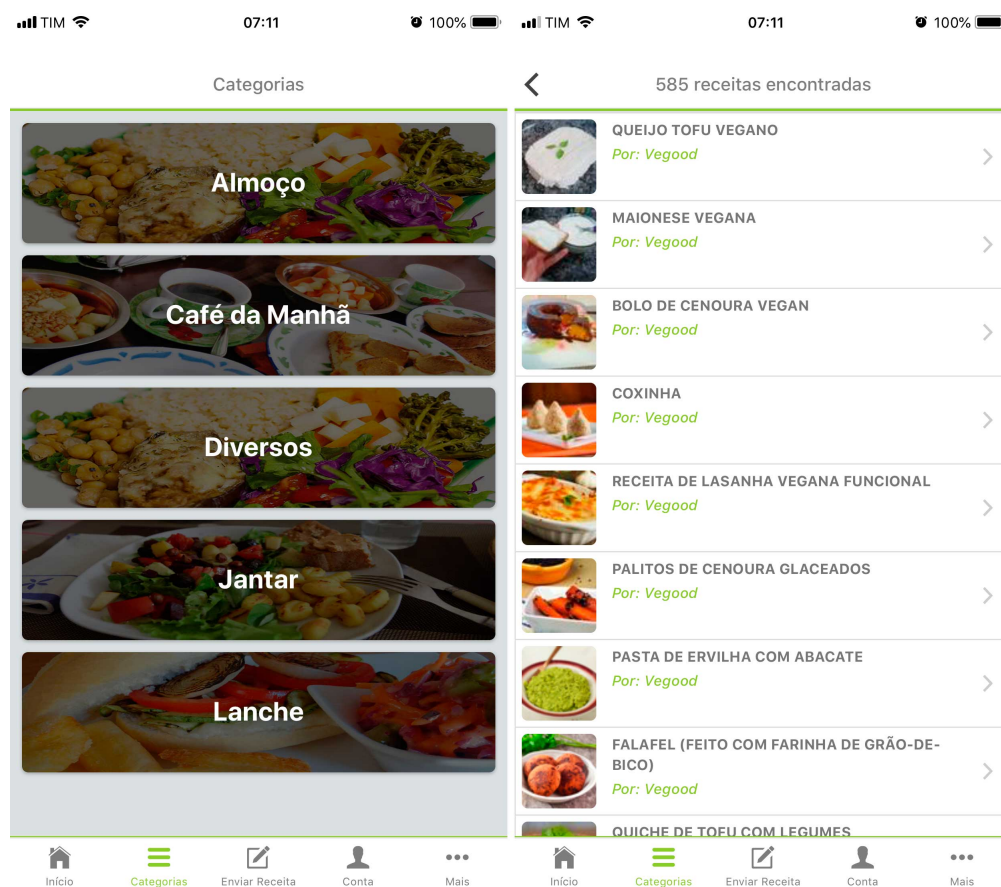 TIM
07:11
100%
Categorias
Almoço
Café da Manhã
Diversos
Jantar
Lanche
Início
Categorias
Enviar Receita
Conta
Mais
TIM
07:11
100%
585 receitas encontradas
QUEIJO TOFU VEGANO
Por: Vegood
MAIONESE VEGANA
Por: Vegood
BOLO DE CENOURA VEGAN
Por: Vegood
COXINHA
Por: Vegood
RECEITA DE LASANHA VEGANA FUNCIONAL
Por: Vegood
PALITOS DE CENOURA GLACEADOS
Por: Vegood
PASTA DE ERVILHA COM ABACATE
Por: Vegood
FALAFEL (FEITO COM FARINHA DE GRÃO-DE-
BICO)
Por: Vegood
QUICHE DE TOFU COM LEGUMES
Início
Categorias
Enviar Receita
Conta
Mais